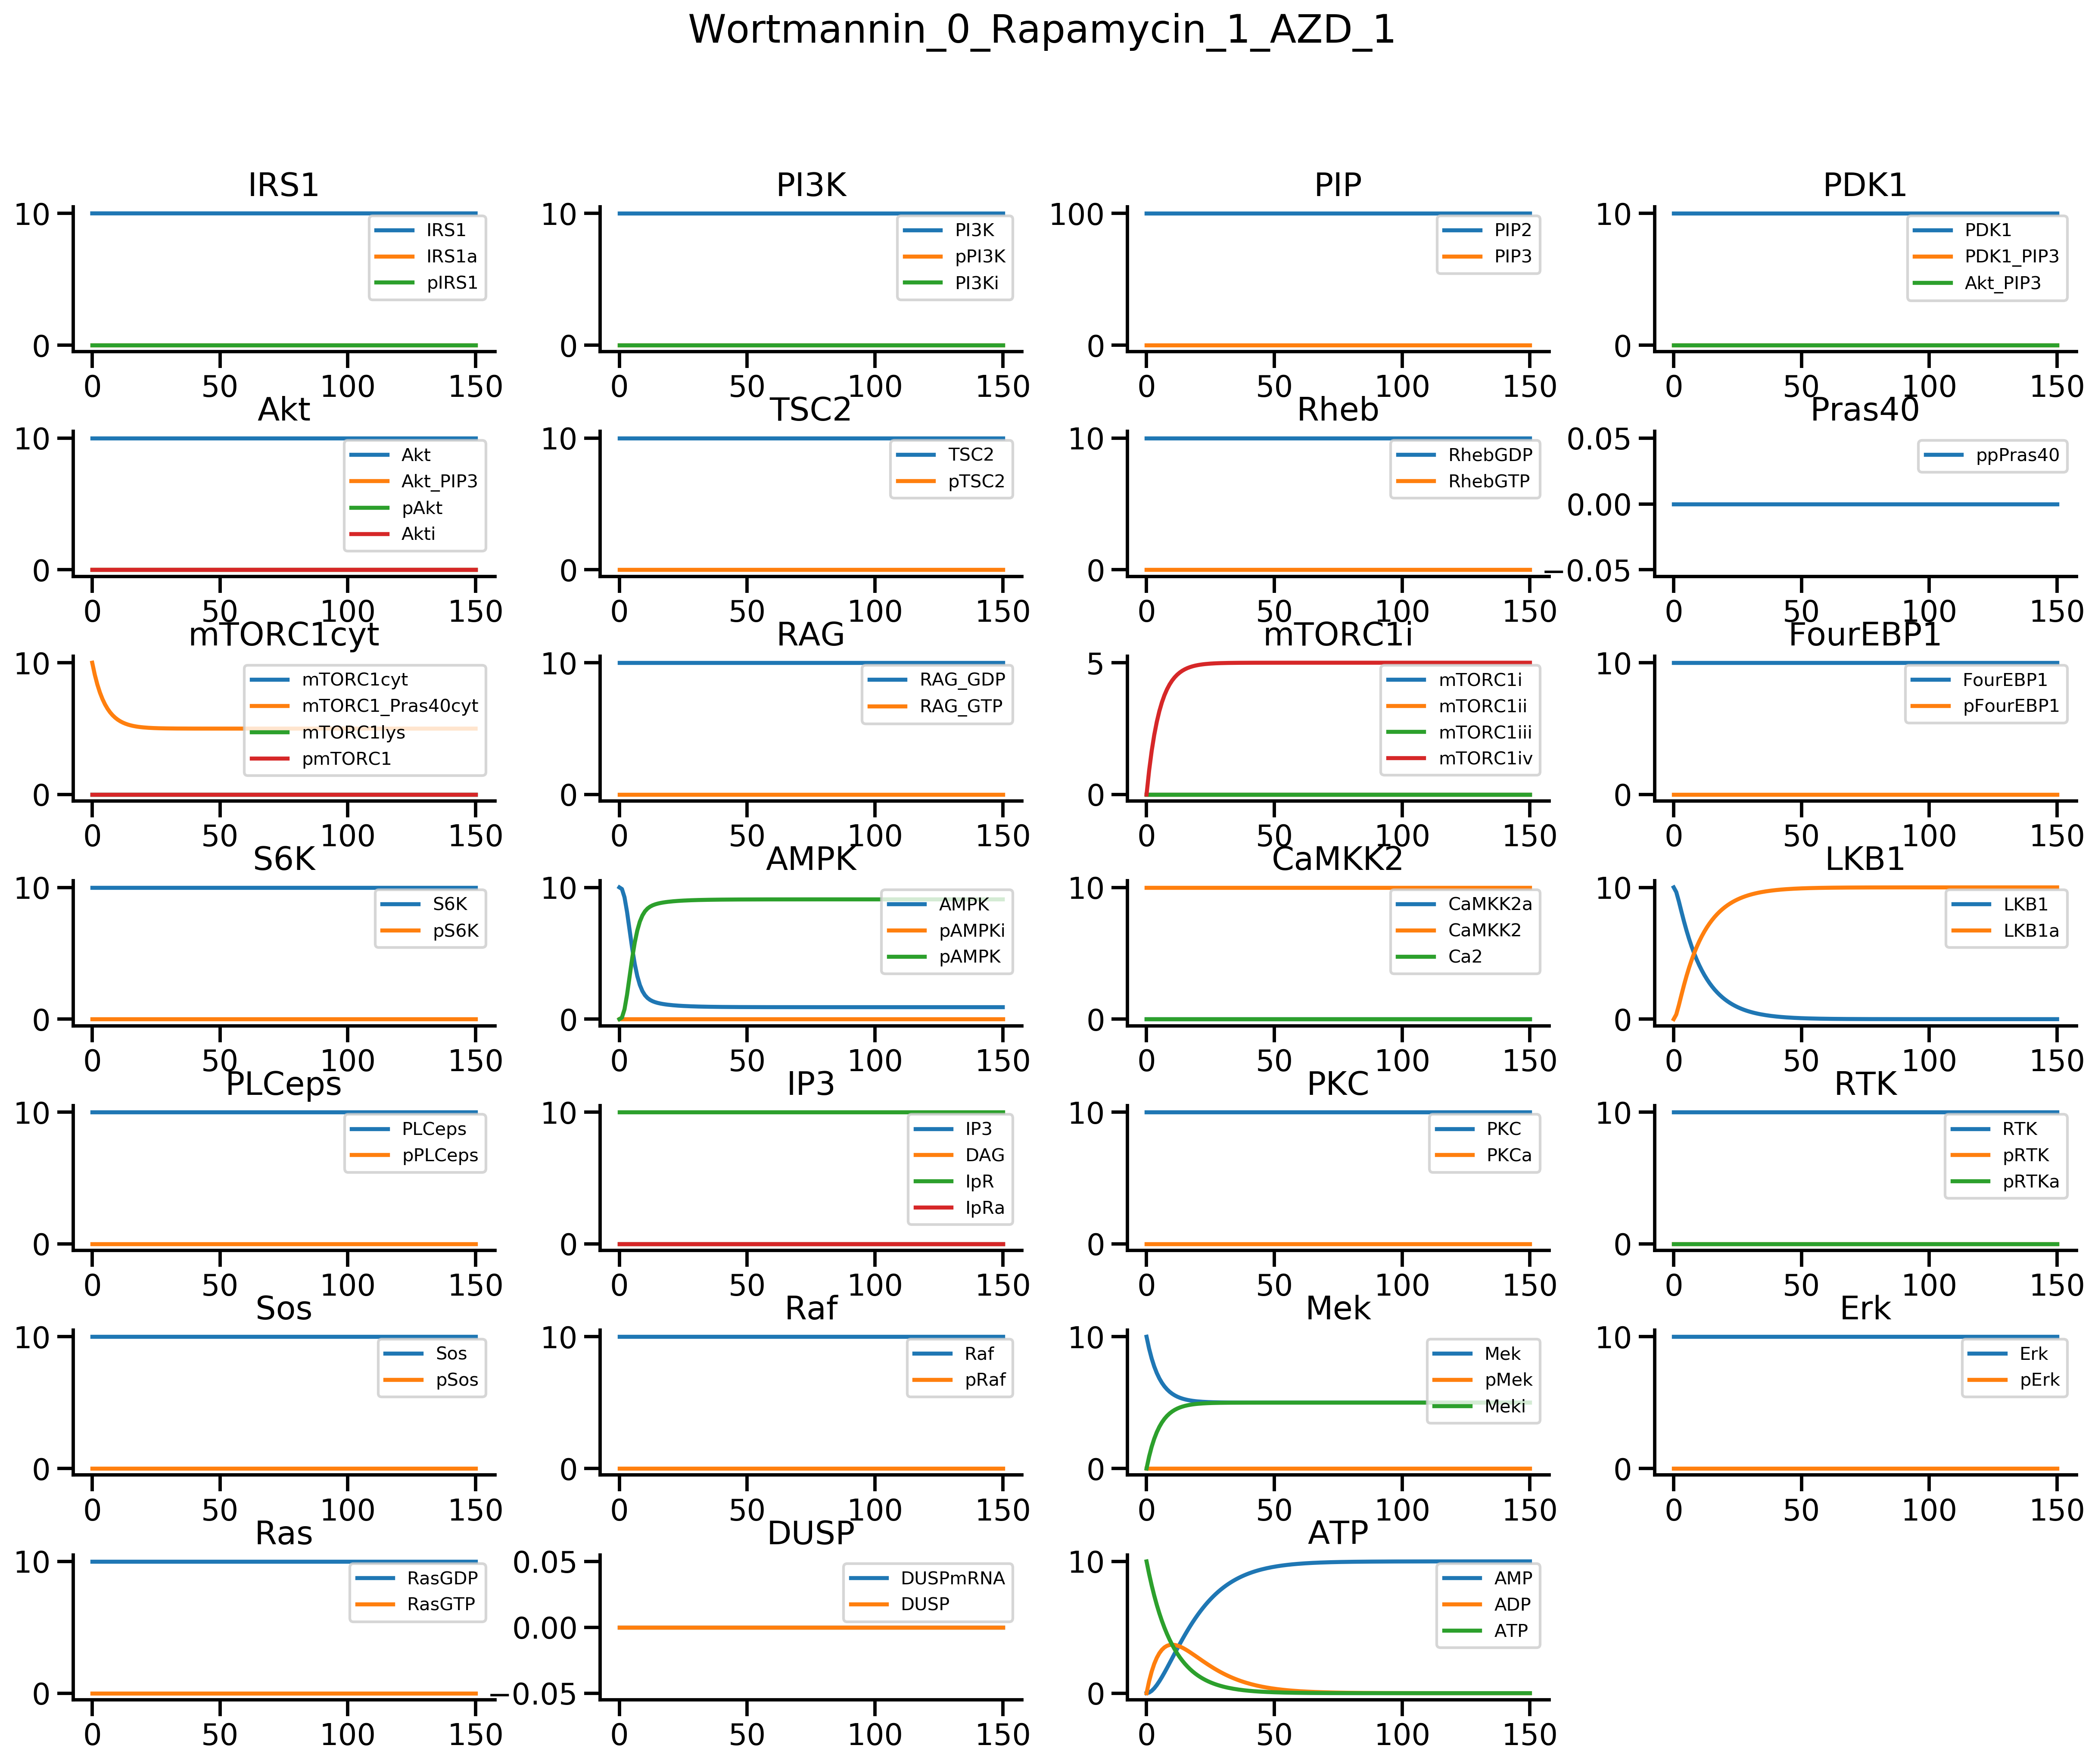 Wortmannin_0_Rapamycin_1_AZD_1
IRS1
10
0
0 50 100 150
IRS1
IRS1a
pIRS1
PI3K
10
0
0 50 100 150
PI3K
pPI3K
PI3Ki
PIP
100
0
0 50 100 150
PIP2
PIP3
PDK1
10
0
0 50 100 150
PDK1
PDK1_PIP3
Akt_PIP3
Akt
10
0
0 50 100 150
Akt
Akt_PIP3
pAkt
Akti
TSC2
10
0
0 50 100 150
TSC2
pTSC2
Rheb
10
0
0 50 100 150
RhebGDP
RhebGTP
Pras40
0.05
0.00
−0.05
0 50 100 150
ppPras40
mTORC1cyt
10
0
0 50 100 150
mTORC1cyt
mTORC1_Pras40cyt
mTORC1lys
pmTORC1
RAG
10
0
0 50 100 150
RAG_GDP
RAG_GTP
mTORC1i
5
0
0 50 100 150
mTORC1i
mTORC1ii
mTORC1iii
mTORC1iv
FourEBP1
10
0
0 50 100 150
FourEBP1
pFourEBP1
S6K
10
0
0 50 100 150
S6K
pS6K
AMPK
10
0
0 50 100 150
AMPK
pAMPKi
pAMPK
CaMKK2
10
0
0 50 100 150
CaMKK2a
CaMKK2
Ca2
LKB1
10
0
0 50 100 150
LKB1
LKB1a
PLCeps
10
0
0 50 100 150
PLCeps
pPLCeps
IP3
10
0
0 50 100 150
IP3
DAG
IpR
IpRa
PKC
10
0
0 50 100 150
PKC
PKCa
RTK
10
0
0 50 100 150
RTK
pRTK
pRTKa
Sos
10
0
0 50 100 150
Sos
pSos
Raf
10
0
0 50 100 150
Raf
pRaf
Mek
10
0
0 50 100 150
Mek
pMek
Meki
Erk
10
0
0 50 100 150
Erk
pErk
Ras
10
0
0 50 100 150
RasGDP
RasGTP
DUSP
0.05
0.00
−0.05
0 50 100 150
DUSPmRNA
DUSP
ATP
10
0
0 50 100 150
AMP
ADP
ATP